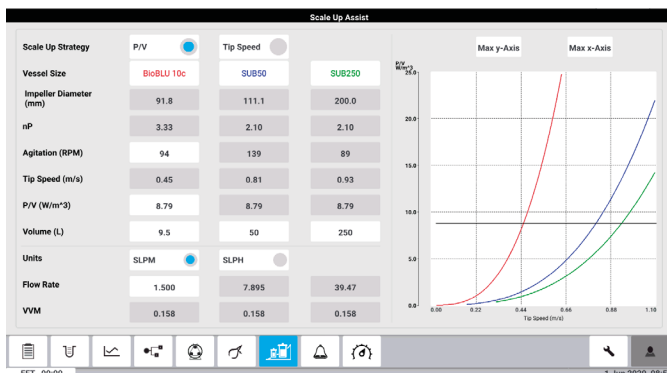 Scale Up Assist
Scale Up Strategy P/V Tip Speed
Vessel Size BioBLU 10c SUB50 SUB250
Impeller Diameter (mm) 91.8 111.1 200.0
nP 3.33 2.10 2.10
Agitation (RPM) 94 139 89
Tip Speed (m/s) 0.45 0.81 0.93
P/V (W/m^3) 8.79 8.79 8.79
Volume (L) 9.5 50 250
Units SLPM SLPH
Flow Rate 1.500 7.895 39.47
VVM 0.158 0.158 0.158
Max y-Axis Max x-Axis
P/V
W/m^3
25.0
20.0
15.0
10.0
5.0
0.0
0.00 0.22 0.44 0.66 0.88 1.10
Tip Speed (m/s)